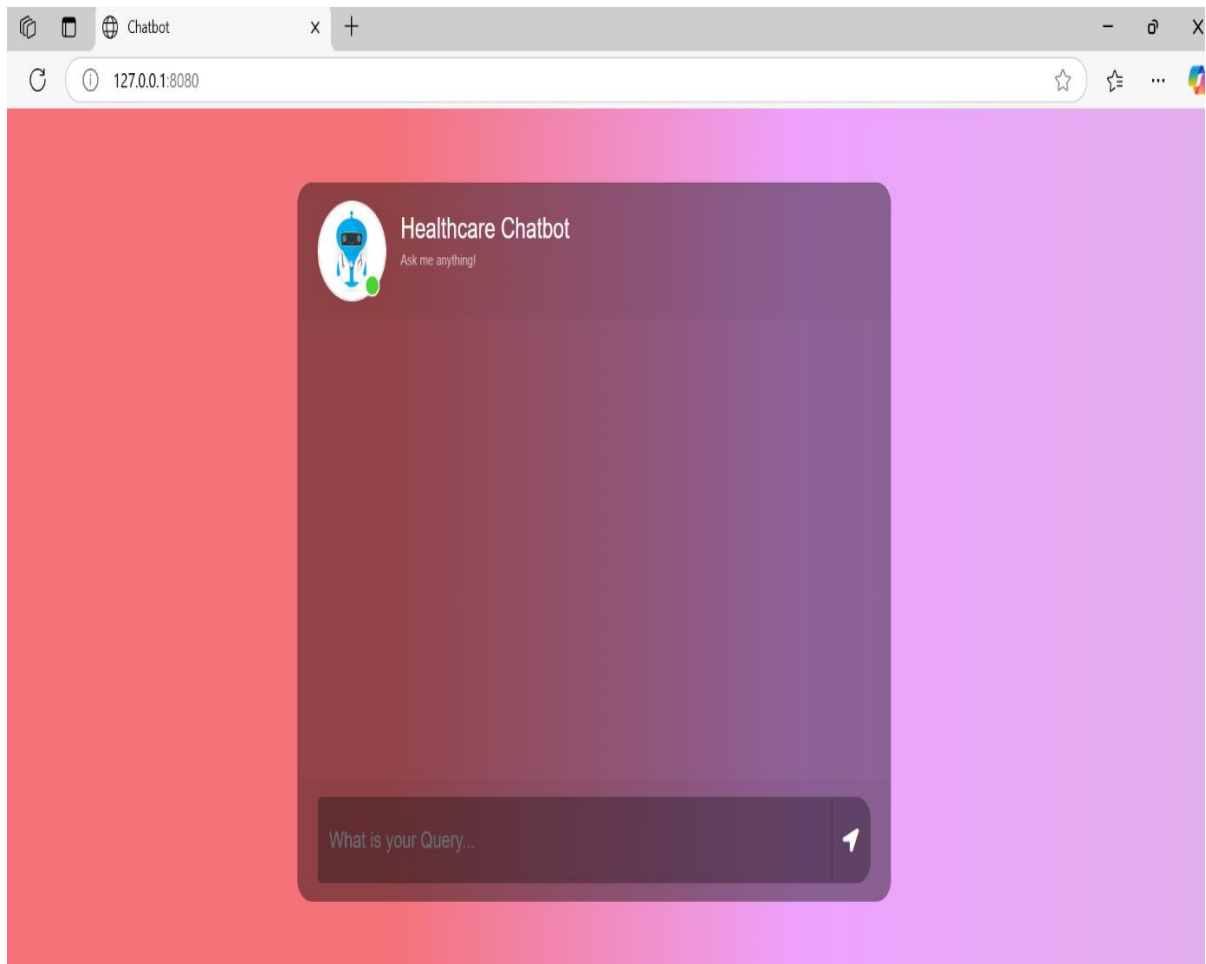 Chatbot
127.0.0.1:8080
Healthcare Chatbot
Ask me anything!
What is your Query...